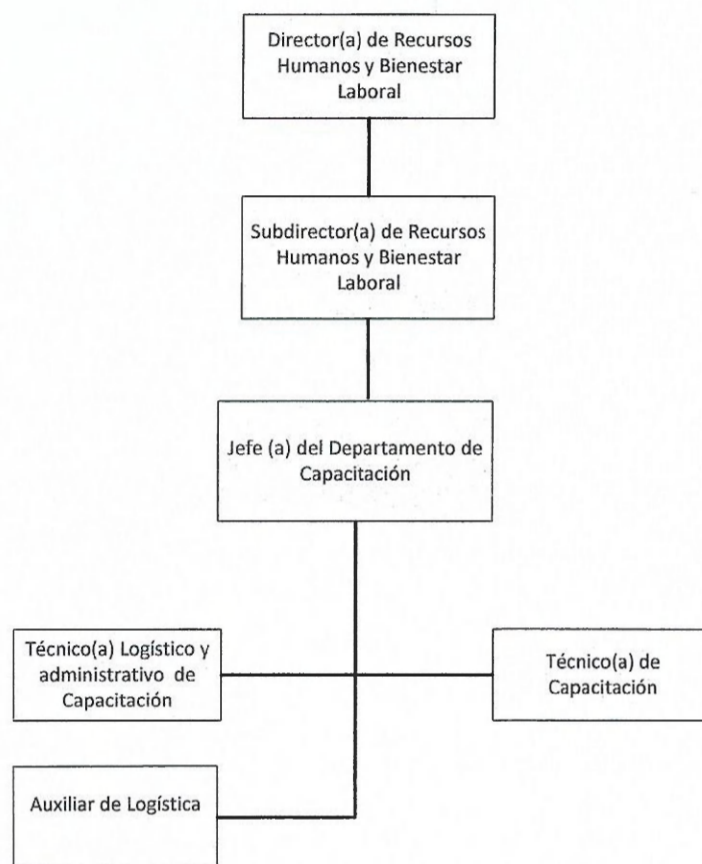 Director(a) de Recursos
Humanos y Bienestar
Laboral
Subdirector(a) de Recursos
Humanos y Bienestar
Laboral
Jefe (a) del Departamento de
Capacitación
Técnico(a) Logístico y
administrativo de
Capacitación
Técnico(a) de
Capacitación
Auxiliar de Logística